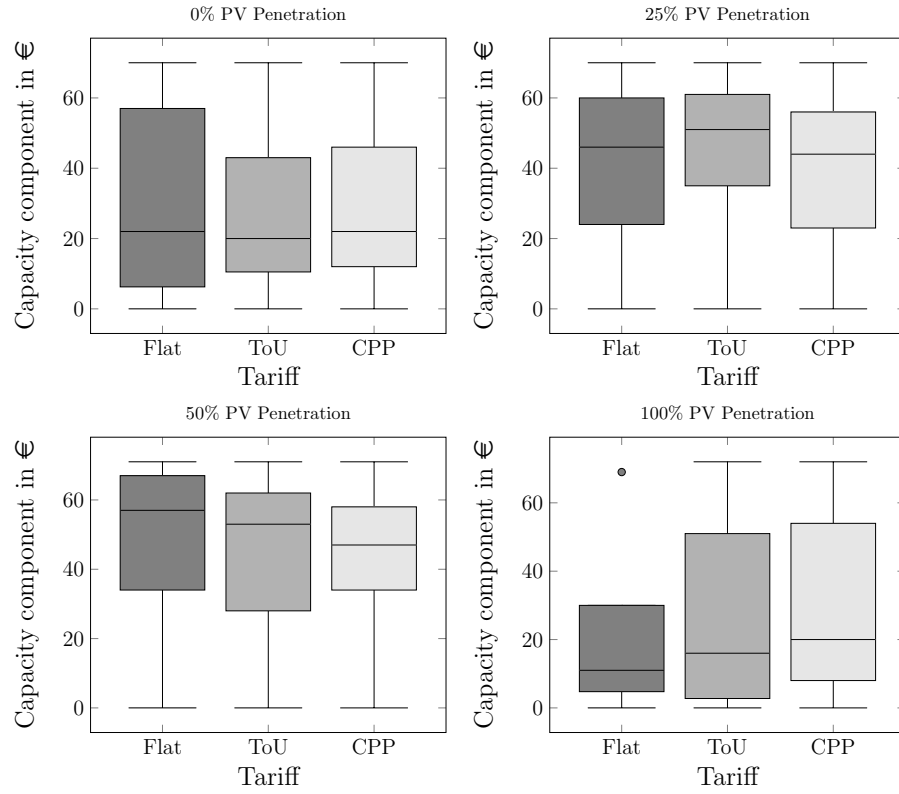 0% PV Penetration
Capacity component in €
60
40
20
0
Flat ToU CPP
Tariff
25% PV Penetration
Capacity component in €
60
40
20
0
Flat ToU CPP
Tariff
50% PV Penetration
Capacity component in €
60
40
20
0
Flat ToU CPP
Tariff
100% PV Penetration
Capacity component in €
60
40
20
0
Flat ToU CPP
Tariff